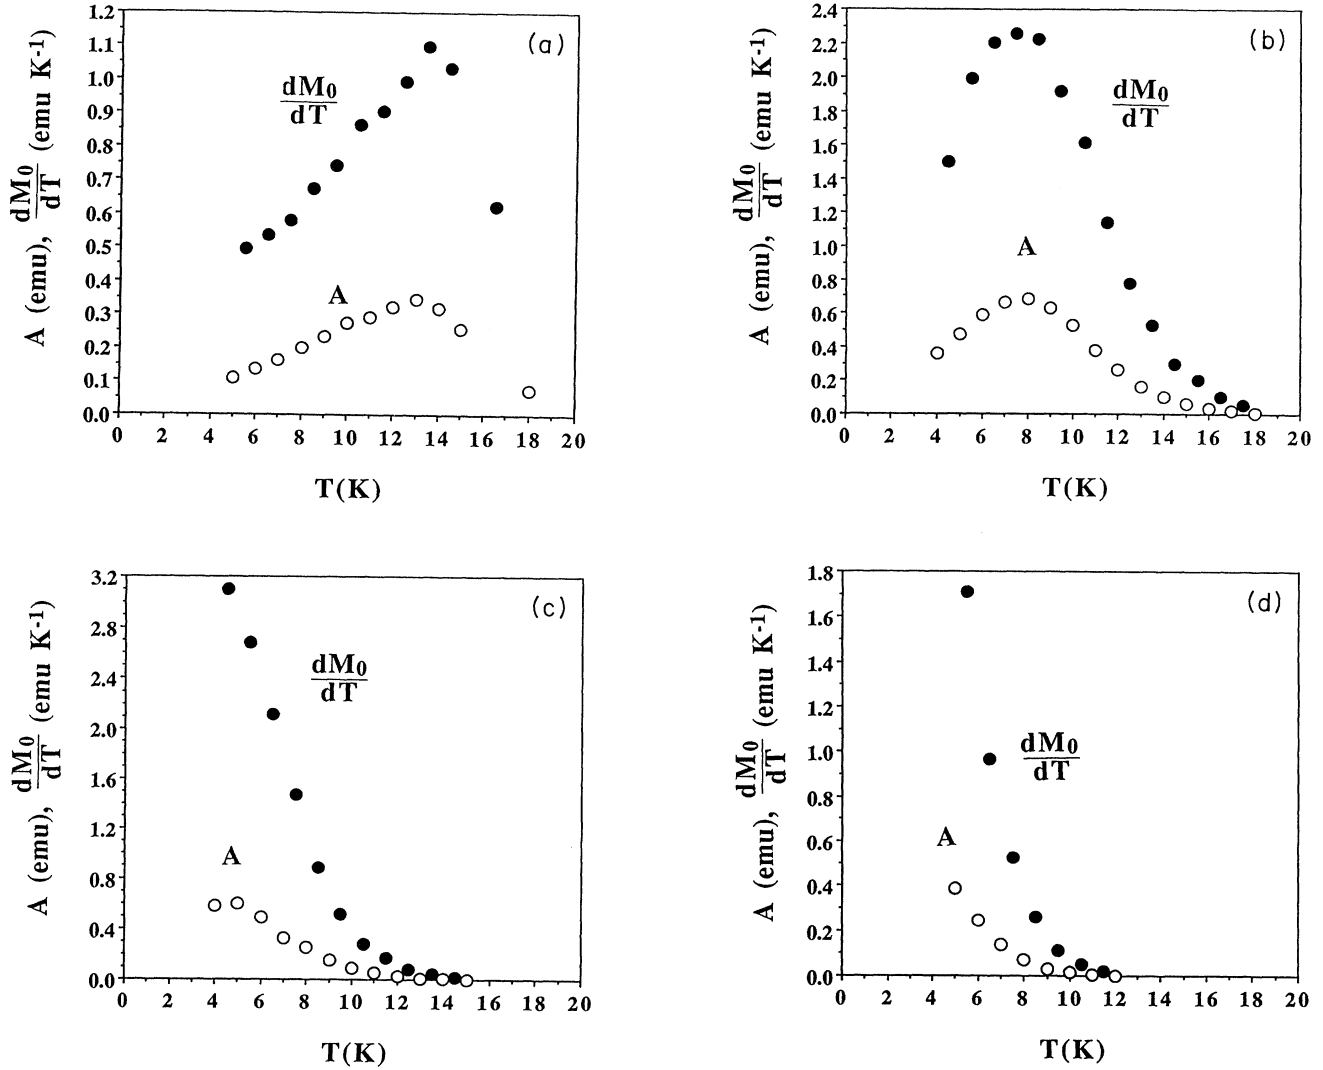 (a)
1.2
1.1
1.0
0.9
0.8
0.7
0.6
0.5
0.4
0.3
0.2
0.1
0.0
0 2 4 6 8 10 12 14 16 18 20
A (emu), dM0/dT (emu K-1)
dM0
dT
A
T(K)
(b)
2.4
2.2
2.0
1.8
1.6
1.4
1.2
1.0
0.8
0.6
0.4
0.2
0.0
0 2 4 6 8 10 12 14 16 18 20
A (emu), dM0/dT (emu K-1)
dM0
dT
A
T(K)
(c)
3.2
2.8
2.4
2.0
1.6
1.2
0.8
0.4
0.0
0 2 4 6 8 10 12 14 16 18 20
A (emu), dM0/dT (emu K-1)
dM0
dT
A
T(K)
(d)
1.8
1.6
1.4
1.2
1.0
0.8
0.6
0.4
0.2
0.0
0 2 4 6 8 10 12 14 16 18 20
A (emu), dM0/dT (emu K-1)
dM0
dT
A
T(K)